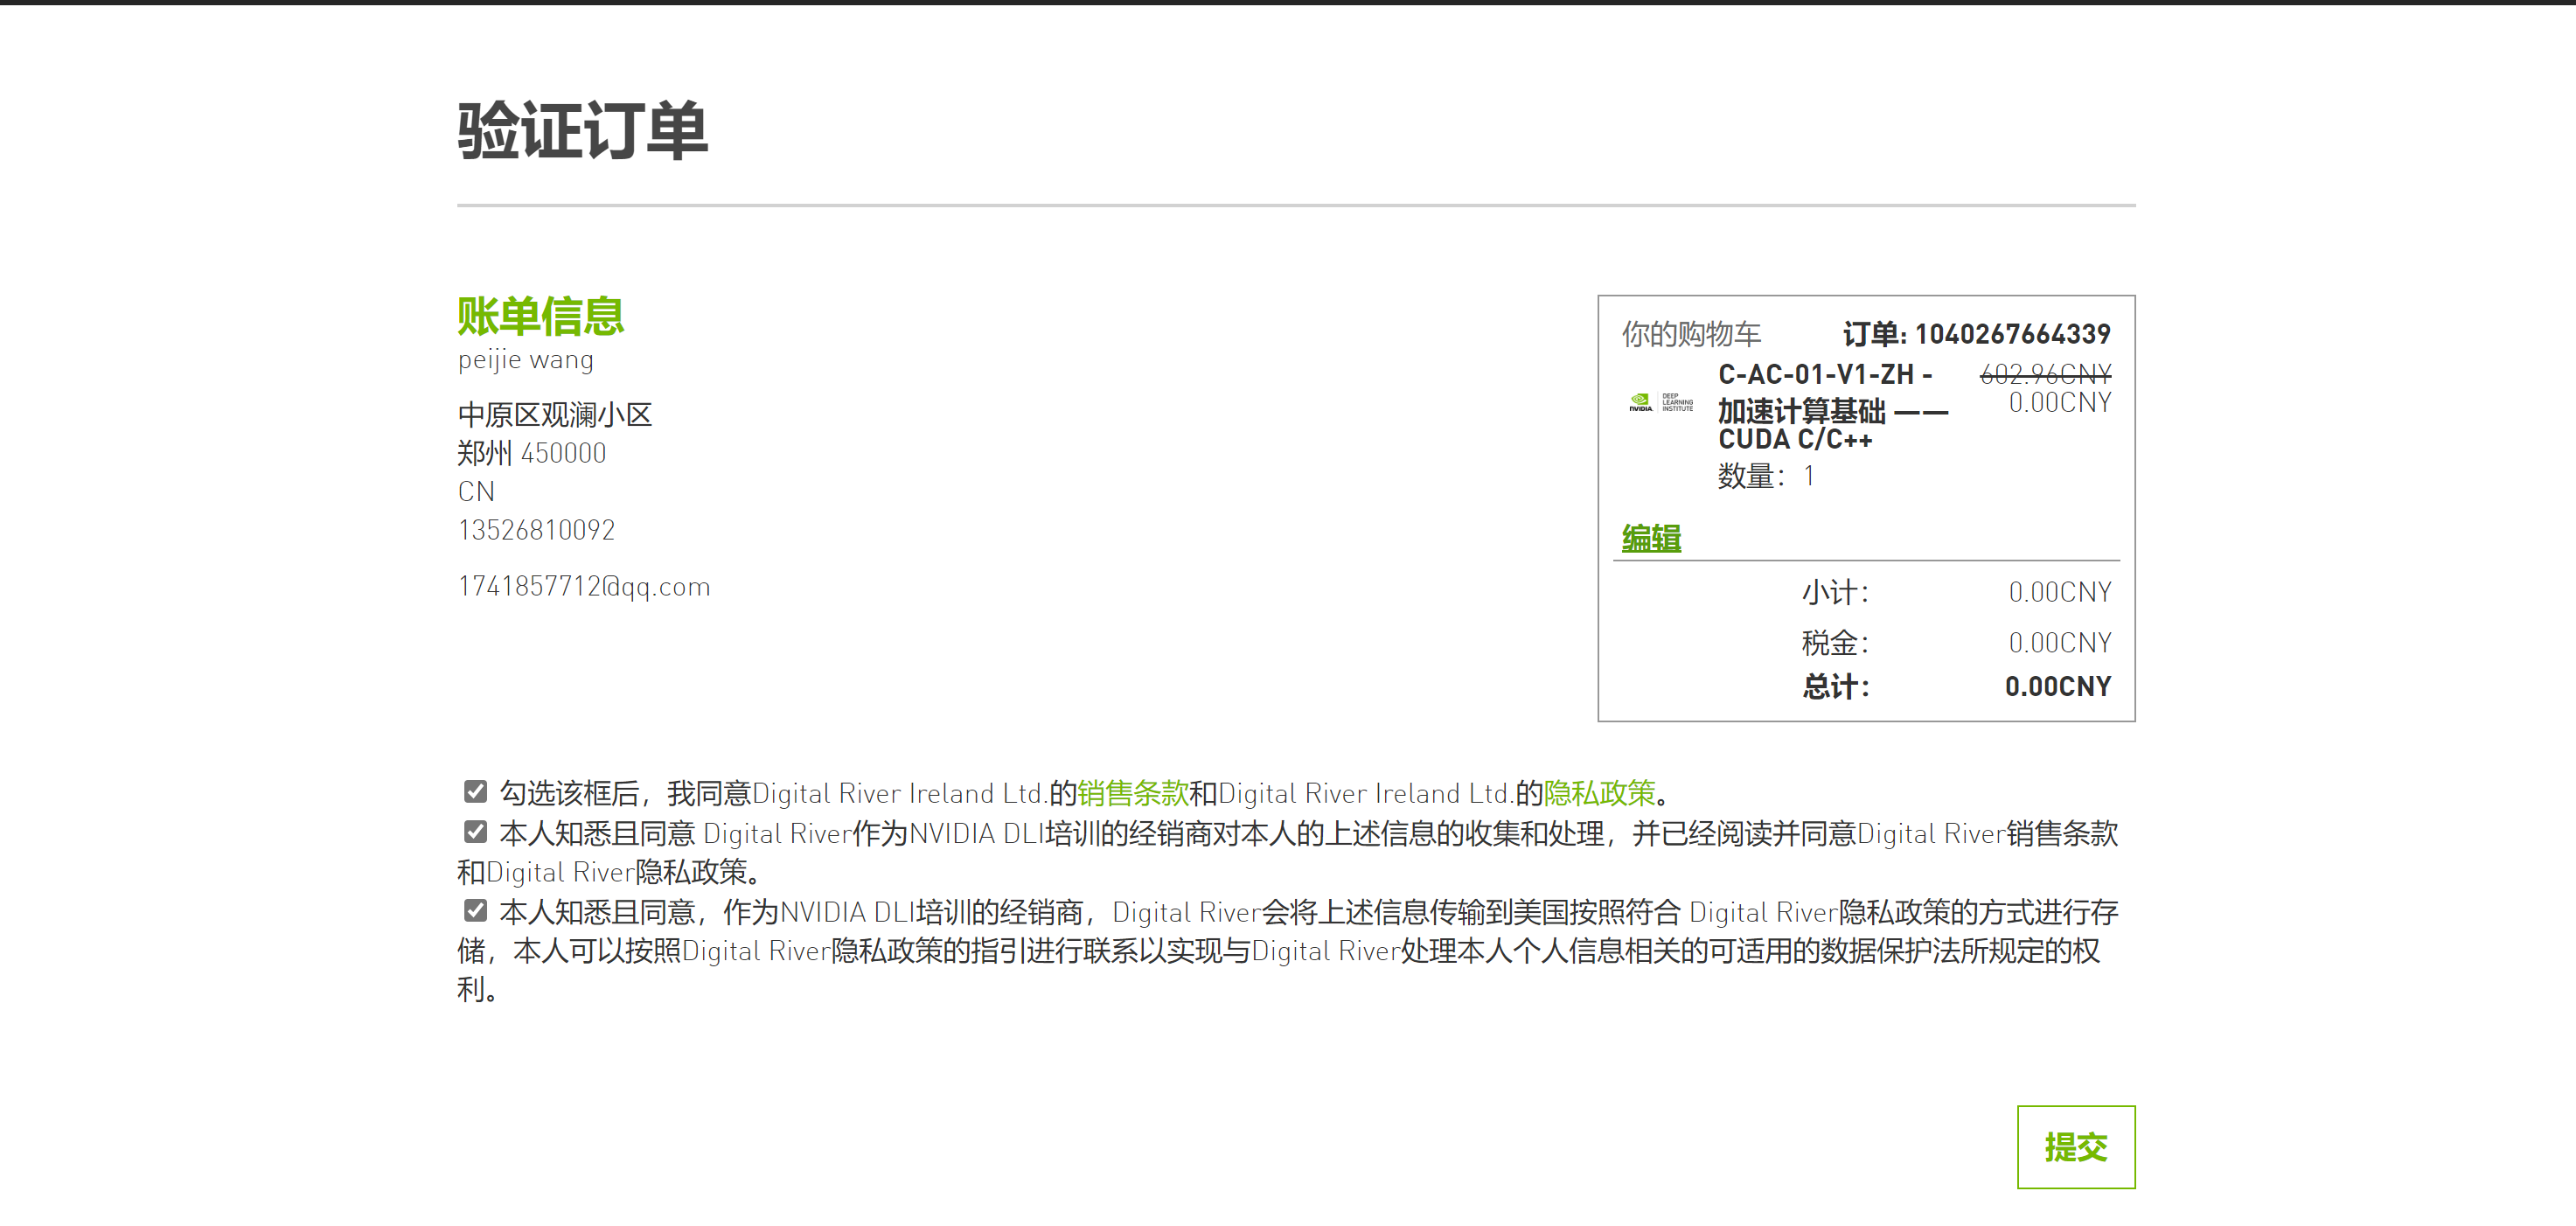 验证订单
账单信息
peijie wang
中原区观澜小区
郑州 450000
CN
13526810092
1741857712@qq.com
你的购物车 订单: 1040267664339
NVIDIA DEEP LEARNING INSTITUTE
C-AC-01-V1-ZH - 602.96CNY
加速计算基础 —— 0.00CNY
CUDA C/C++
数量：1
编辑
小计： 0.00CNY
税金： 0.00CNY
总计： 0.00CNY
勾选该框后，我同意Digital River Ireland Ltd.的销售条款和Digital River Ireland Ltd.的隐私政策。
本人知悉且同意 Digital River作为NVIDIA DLI培训的经销商对本人的上述信息的收集和处理，并已经阅读并同意Digital River销售条款
和Digital River隐私政策。
本人知悉且同意，作为NVIDIA DLI培训的经销商，Digital River会将上述信息传输到美国按照符合 Digital River隐私政策的方式进行存
储，本人可以按照Digital River隐私政策的指引进行联系以实现与Digital River处理本人个人信息相关的可适用的数据保护法所规定的权
利。
提交